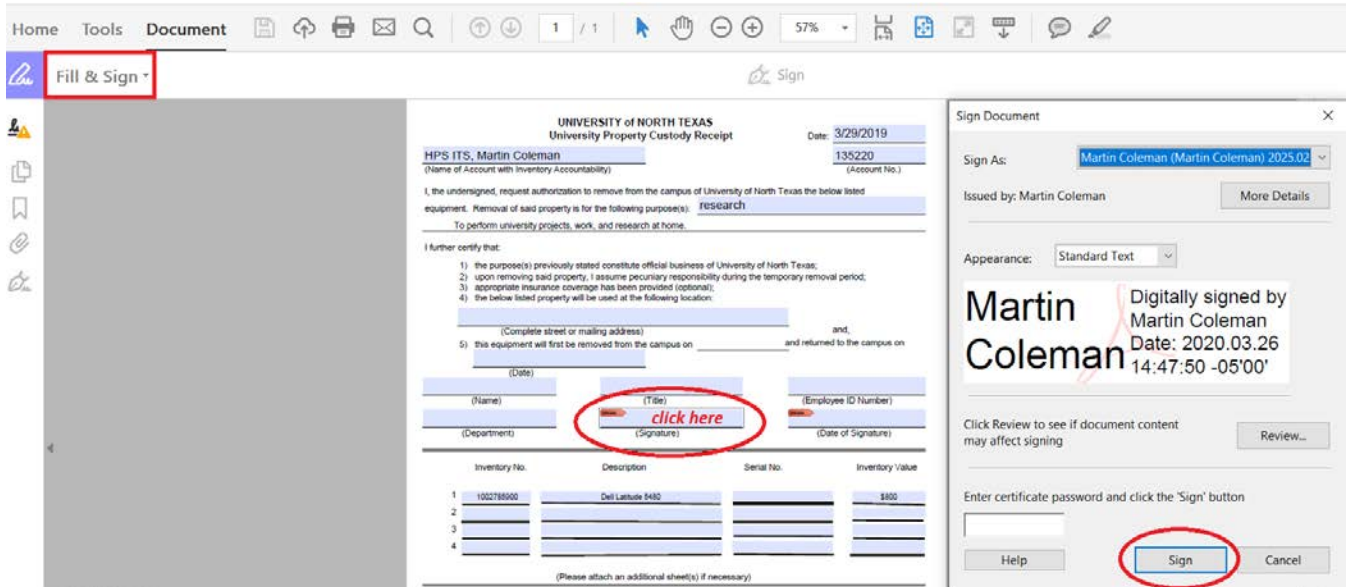 Home Tools Document 1 / 1 57%
Fill & Sign Sign
UNIVERSITY of NORTH TEXAS
University Property Custody Receipt Date: 3/29/2019
HPS ITS, Martin Coleman 135220
(Name of Account with Inventory Accountability) (Account No.)
I, the undersigned, request authorization to remove from the campus of University of North Texas the below listed
equipment. Removal of said property is for the following purpose(s): research
To perform university projects, work, and research at home.
I further certify that:
1) the purpose(s) previously stated constitute official business of University of North Texas;
2) upon removing said property, I assume pecuniary responsibility during the temporary removal period;
3) appropriate insurance coverage has been provided (optional);
4) the below listed property will be used at the following location:
(Complete street or mailing address) and,
5) this equipment will first be removed from the campus on and returned to the campus on
(Date)
(Name) (Title) (Employee ID Number)
click here
(Department) (Signature) (Date of Signature)
Inventory No. Description Serial No. Inventory Value
1 1002785900 Dell Latitude 5480 $800
2
3
4
(Please attach an additional sheet(s) if necessary)
Sign Document
Sign As: Martin Coleman (Martin Coleman) 2025.02
Issued by: Martin Coleman More Details
Appearance: Standard Text
Martin
Coleman
Digitally signed by
Martin Coleman
Date: 2020.03.26
14:47:50 -05'00'
Click Review to see if document content
may affect signing
Review...
Enter certificate password and click the 'Sign' button
Help Sign Cancel